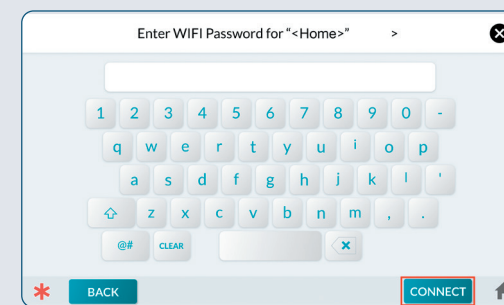 Enter WIFI Password for "<Home>" >
1 2 3 4 5 6 7 8 9 0 -
q w e r t y u i o p
a s d f g h j k l '
z x c v b n m , .
@# CLEAR
BACK CONNECT